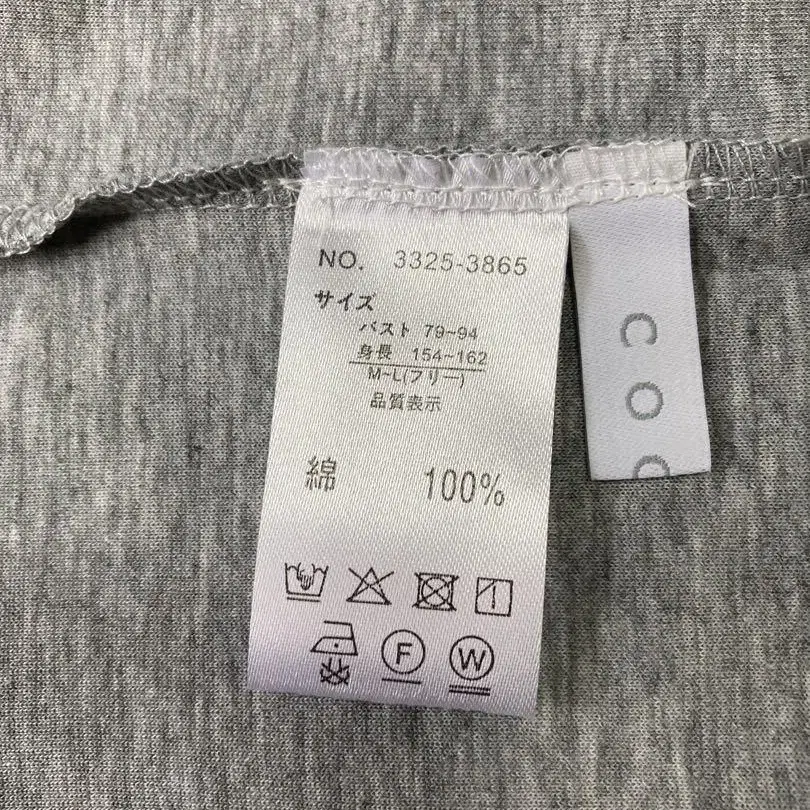 NO. 3325-3865
サイズ
バスト 79~94
身長 154~162
M~L(フリー)
品質表示
綿 100%
F
W
C
O